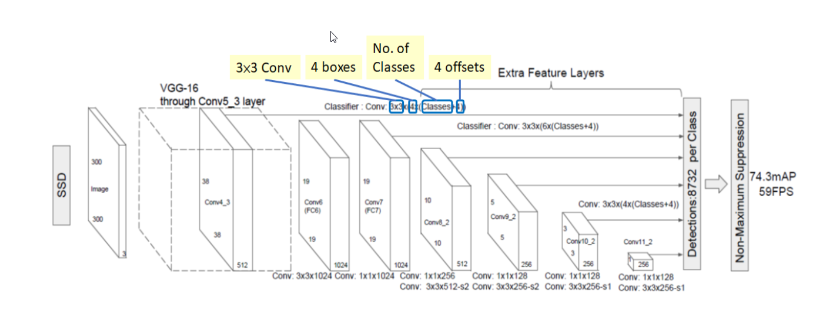 No. of
3x3 Conv
4 boxes
Classes
4 offsets
Extra Feature Layers
VGG-16
through Conv5_3 layer
Classifier : Conv: 3x3x(4x(Classes+4))
Classifier : Conv: 3x3x(6x(Classes+4))
SSD
300
Image
300
3
38
Conv4_3
38
512
19
Conv6
(FC6)
19
1024
19
Conv7
(FC7)
19
1024
10
Conv8_2
10
512
5
Conv9_2
5
256
Conv: 3x3x(4x(Classes+4))
3
Conv10_2
3
256
Conv11_2
256
Detections:8732 per Class
Non-Maximum Suppression
74.3mAP
59FPS
Conv: 3x3x1024
Conv: 1x1x1024
Conv: 1x1x256
Conv: 3x3x512-s2
Conv: 1x1x128
Conv: 3x3x256-s2
Conv: 1x1x128
Conv: 3x3x256-s1
Conv: 1x1x128
Conv: 3x3x256-s1